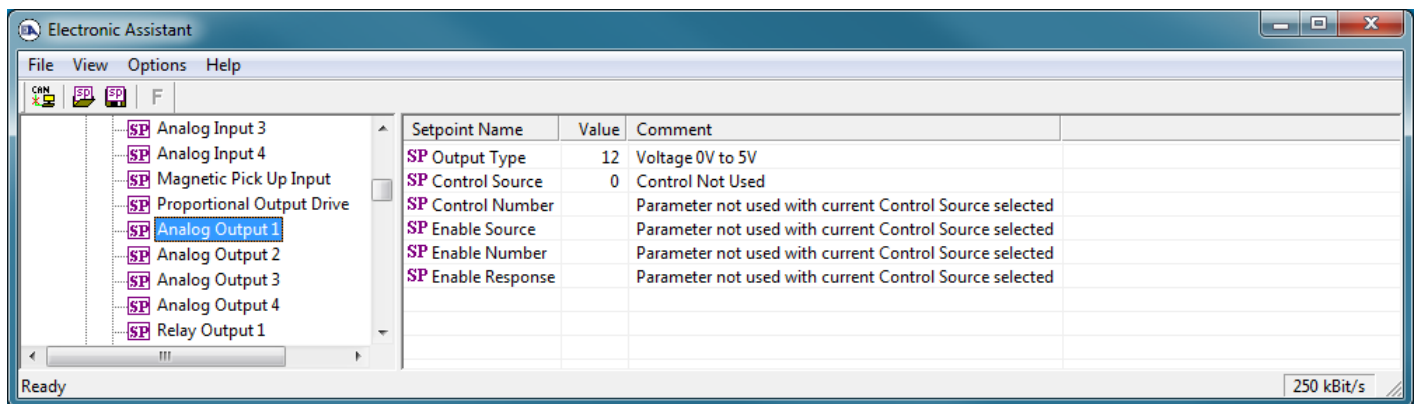 Electronic Assistant
File View Options Help
CAN SP SP F
SP Analog Input 3
SP Analog Input 4
SP Magnetic Pick Up Input
SP Proportional Output Drive
SP Analog Output 1
SP Analog Output 2
SP Analog Output 3
SP Analog Output 4
SP Relay Output 1
Setpoint Name Value Comment
SP Output Type 12 Voltage 0V to 5V
SP Control Source 0 Control Not Used
SP Control Number Parameter not used with current Control Source selected
SP Enable Source Parameter not used with current Control Source selected
SP Enable Number Parameter not used with current Control Source selected
SP Enable Response Parameter not used with current Control Source selected
Ready 250 kBit/s